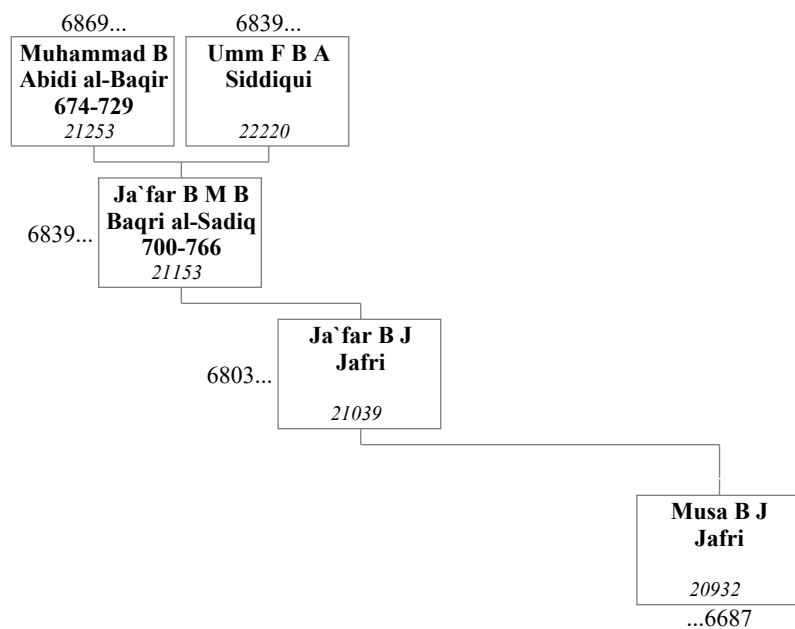 6869...
Muhammad B
Abidi al-Baqir
674-729
21253
6839...
Umm F B A
Siddiqui
22220
6839...
Ja`far B M B
Baqri al-Sadiq
700-766
21153
6803...
Ja`far B J
Jafri
21039
Musa B J
Jafri
20932
...6687